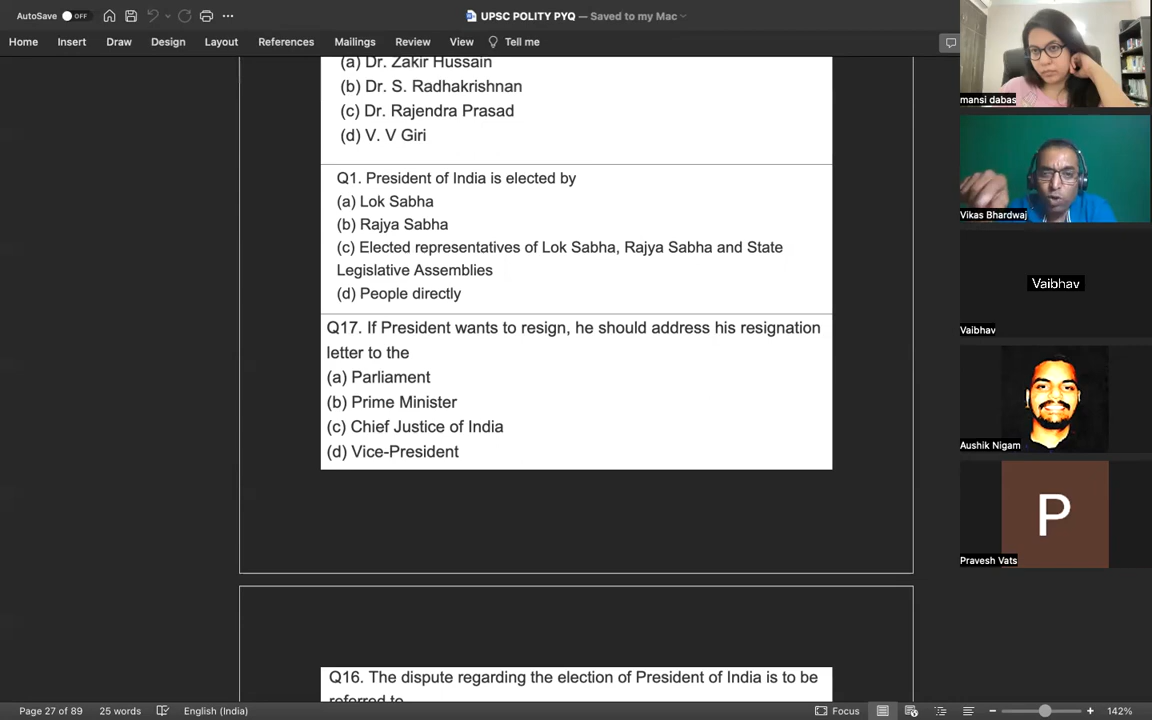 AutoSave OFF
UPSC POLITY PYQ — Saved to my Mac
Home Insert Draw Design Layout References Mailings Review View Tell me
(a) Dr. Zakir Hussain
(b) Dr. S. Radhakrishnan
(c) Dr. Rajendra Prasad
(d) V. V Giri
Q1. President of India is elected by
(a) Lok Sabha
(b) Rajya Sabha
(c) Elected representatives of Lok Sabha, Rajya Sabha and State
Legislative Assemblies
(d) People directly
Q17. If President wants to resign, he should address his resignation
letter to the
(a) Parliament
(b) Prime Minister
(c) Chief Justice of India
(d) Vice-President
Q16. The dispute regarding the election of President of India is to be
referred to
Page 27 of 89 25 words English (India) Focus 142%
mansi dabas
Vikas Bhardwaj
Vaibhav
Vaibhav
Aushik Nigam
P
Pravesh Vats